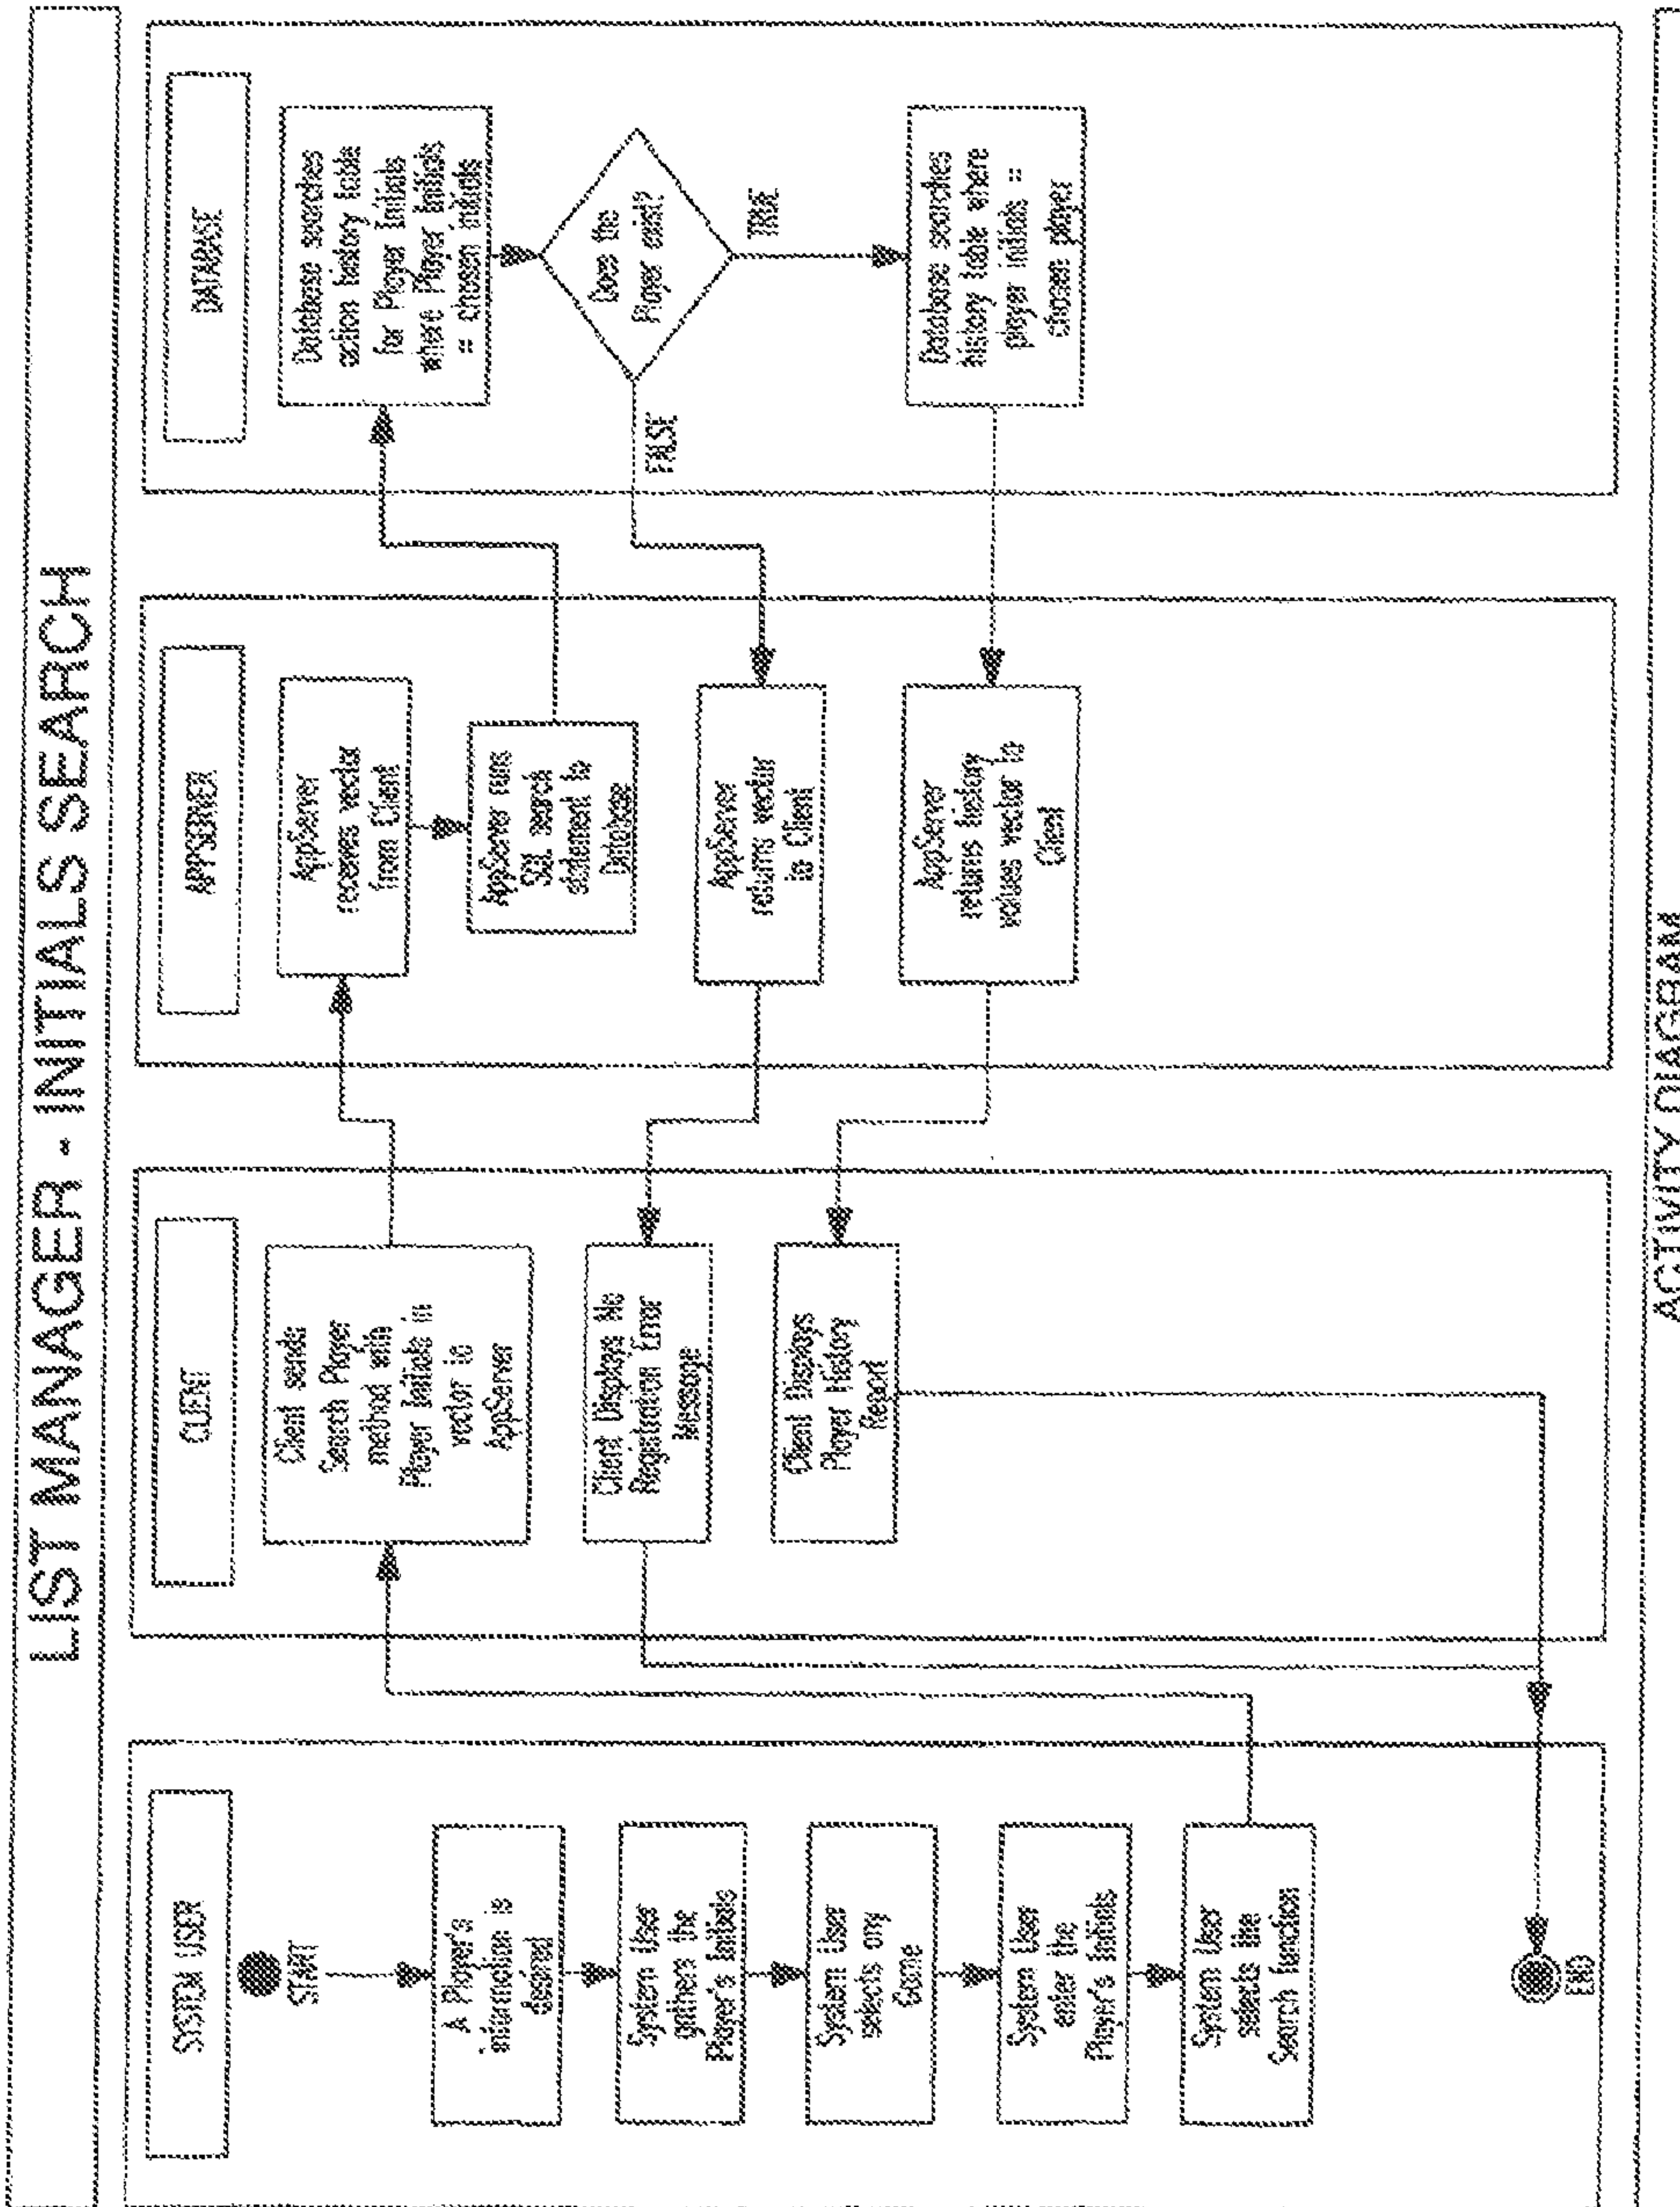 LIST MANAGER - INITIALS SEARCH
SYSTEM USER
START
A Player's
information is
desired
System User
gathers the
Player's Initials
System User
selects any
Game
System User
enter the
Player's Initials
System User
selects the
Search function
END
CLIENT
Client sends
Search Player
method with
Player Initials in
vector to
AppServer
Client Displays No
Registration Error
Message
Client Displays
Player History
Report
APPSERVER
AppServer
receives vector
from Client
AppServer runs
SQL search
statement to
Database
AppServer
returns vector
to Client
AppServer
returns history
values vector to
Client
DATABASE
Database searches
action history table
for Player Initials
where Player Initials
= chosen initials
Does the
Player exist?
FALSE
TRUE
Database searches
history table where
player initials =
chosen player
ACTIVITY DIAGRAM